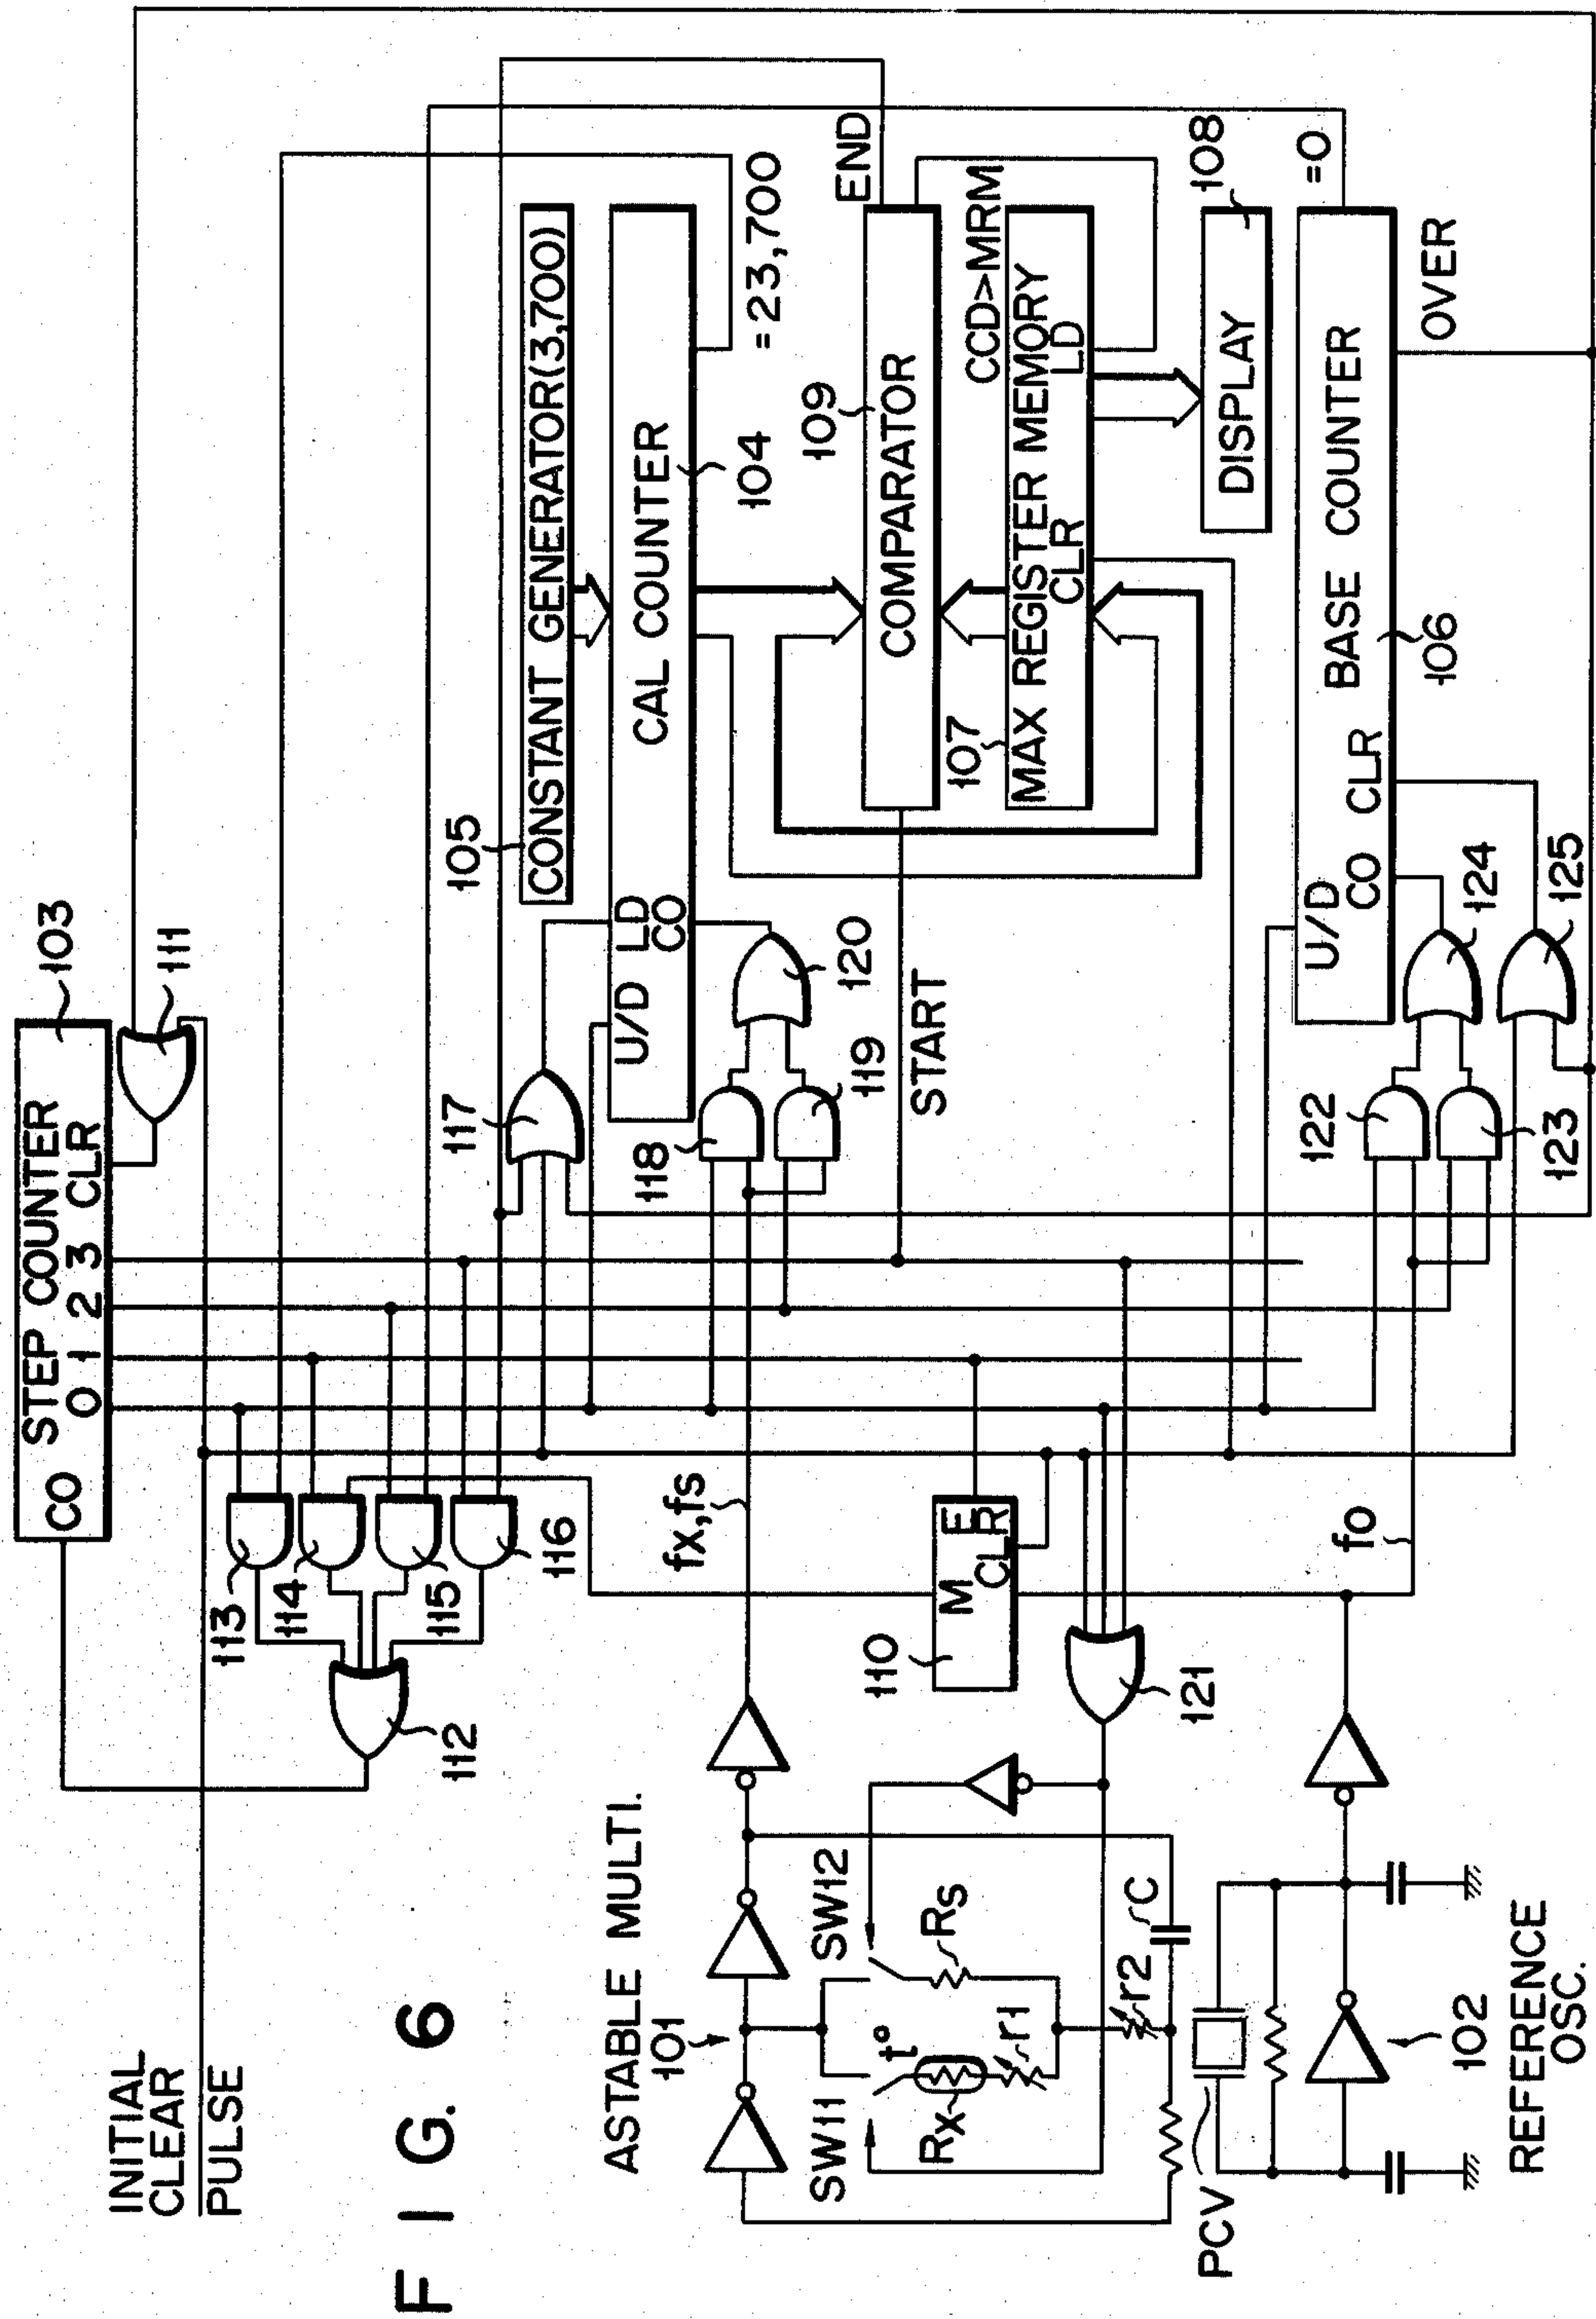 FIG. 6
INITIAL
CLEAR
PULSE
STEP COUNTER
CO 0 1 2 3 CLR
103
111
113
114
115
116
112
105
CONSTANT GENERATOR(3,700)
CAL COUNTER
U/D LD
CO
104
= 23,700
117
118
119
120
END
109
COMPARATOR
CCD>MRM
START
107
MAX REGISTER MEMORY
CLR
LD
108
DISPLAY
=0
BASE COUNTER
U/D
CO CLR
106
OVER
122
123
124
125
ASTABLE MULTI.
101
fx,fs
SW11
SW12
Rx
t°
r1
Rs
r2
C
110
M E
CLR
121
fo
PCV
102
REFERENCE
OSC.